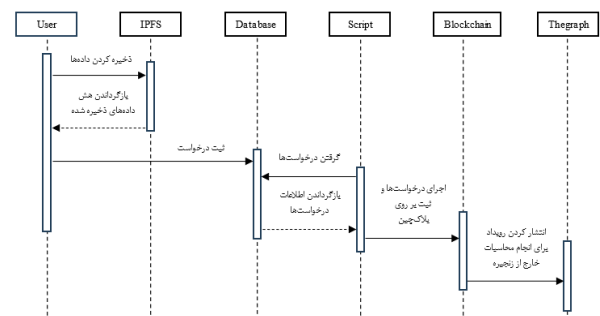 User
IPFS
Database
Script
Blockchain
Thegraph
ذخیره کردن داده‌ها
بازگرداندن هش
داده‌های ذخیره شده
ثبت درخواست
گرفتن درخواست‌ها
بازگرداندن اطلاعات
درخواست‌ها
اجرای درخواست‌ها و
ثبت بر روی
بلاک‌چین
انتشار کردن رویداد
برای انجام محاسبات
خارج از زنجیره